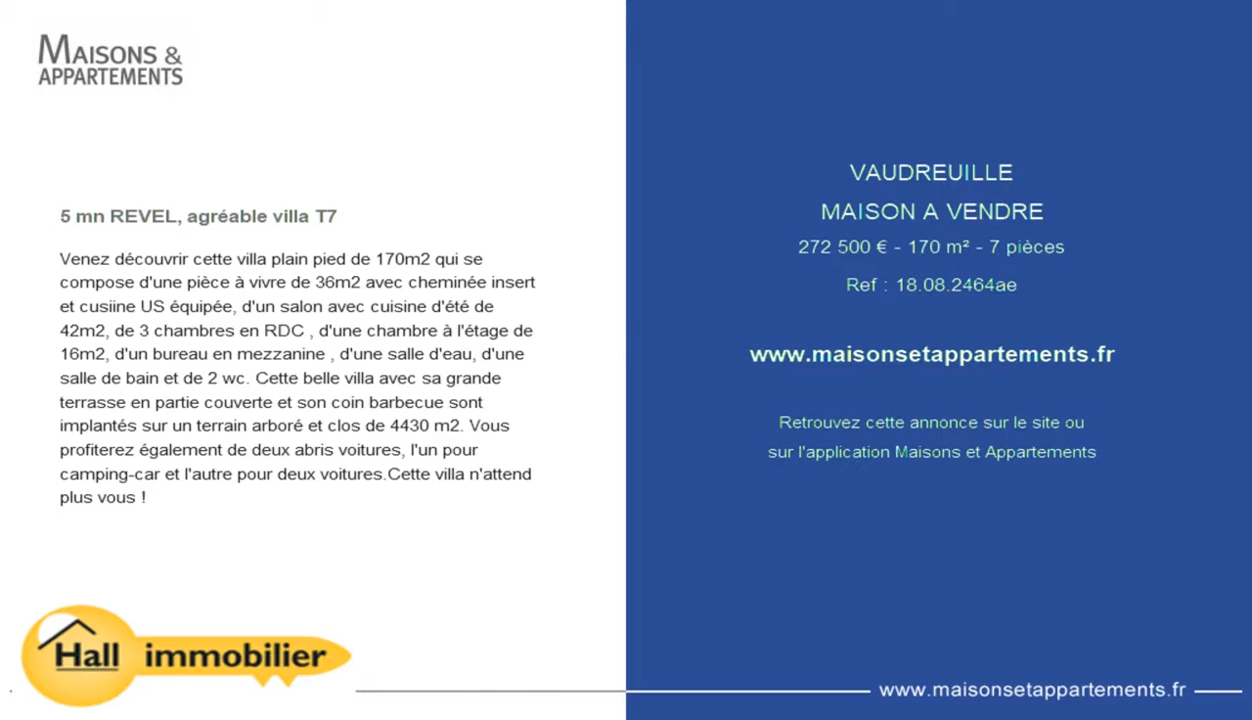 MAISONS &
APPARTEMENTS
5 mn REVEL, agréable villa T7
Venez découvrir cette villa plain pied de 170m2 qui se
compose d'une pièce à vivre de 36m2 avec cheminée insert
et cusiine US équipée, d'un salon avec cuisine d'été de
42m2, de 3 chambres en RDC , d'une chambre à l'étage de
16m2, d'un bureau en mezzanine , d'une salle d'eau, d'une
salle de bain et de 2 wc. Cette belle villa avec sa grande
terrasse en partie couverte et son coin barbecue sont
implantés sur un terrain arboré et clos de 4430 m2. Vous
profiterez également de deux abris voitures, l'un pour
camping-car et l'autre pour deux voitures.Cette villa n'attend
plus vous !
Hall immobilier
VAUDREUILLE
MAISON A VENDRE
272 500 € - 170 m² - 7 pièces
Ref : 18.08.2464ae
www.maisonsetappartements.fr
Retrouvez cette annonce sur le site ou
sur l'application Maisons et Appartements
www.maisonsetappartements.fr